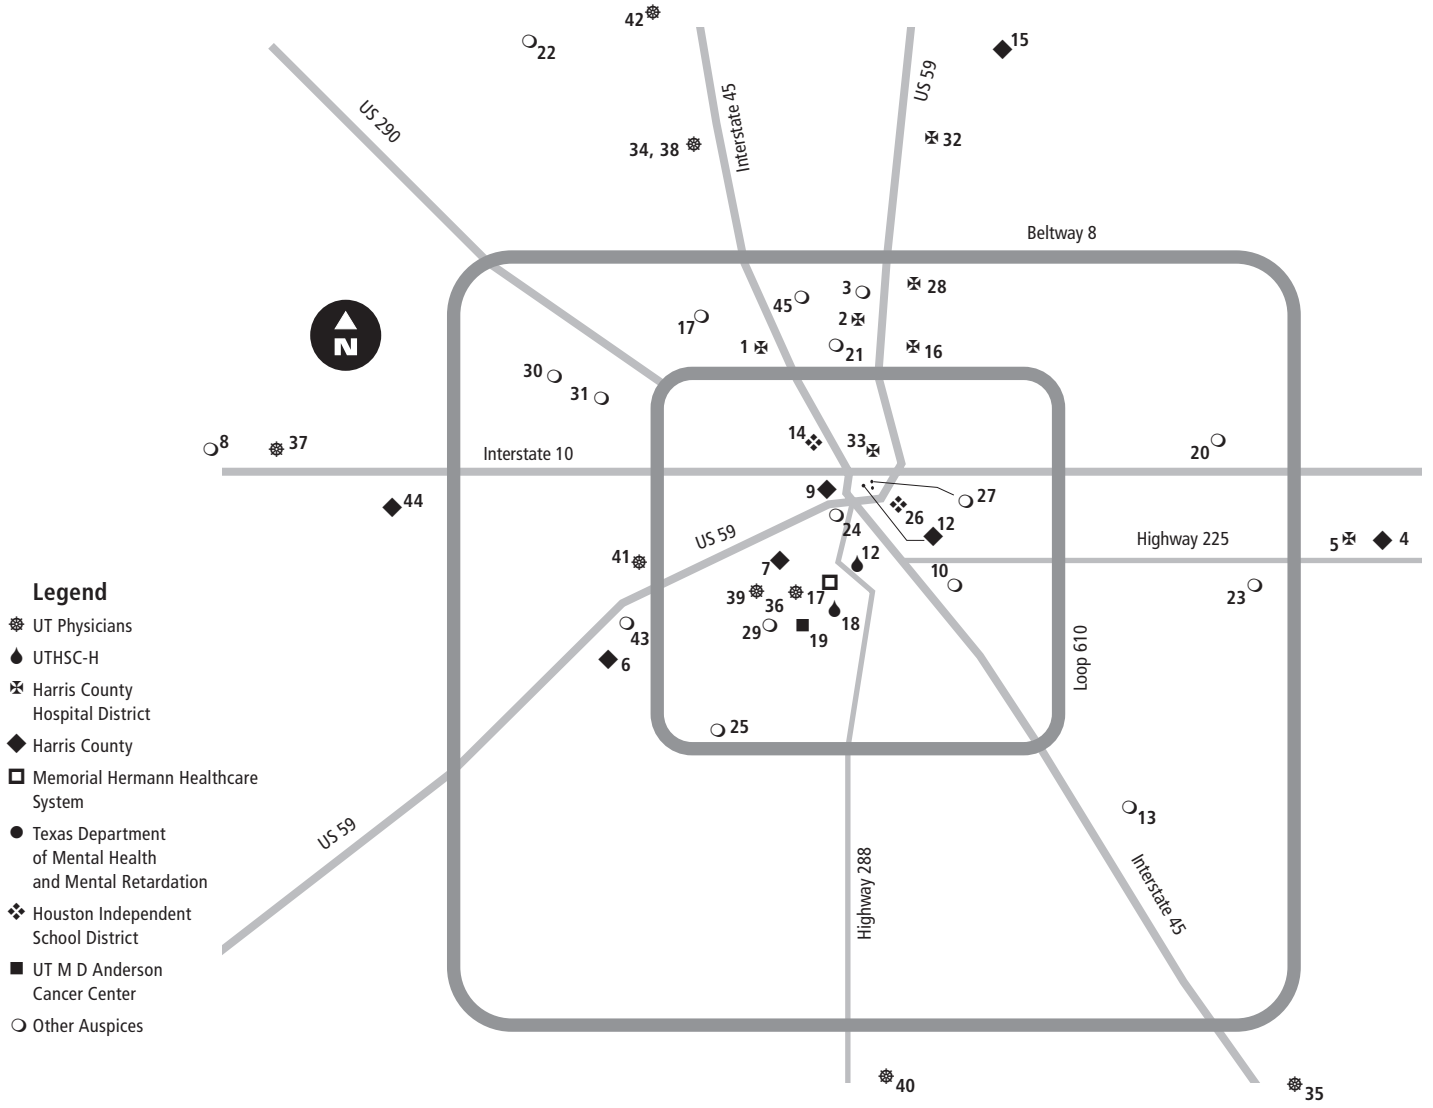 42
22
15
US 290
Interstate 45
US 59
34, 38
32
Beltway 8
3
28
45
17
2
1
21
16
N
30
31
8
37
14
33
Interstate 10
20
44
9
27
26
12
24
US 59
Highway 225
5
4
41
7
12
10
39
36
17
18
23
29
19
43
6
Loop 610
25
13
US 59
Highway 288
Interstate 45
40
35
Legend
UT Physicians
UTHSC-H
Harris County
Hospital District
Harris County
Memorial Hermann Healthcare
System
Texas Department
of Mental Health
and Mental Retardation
Houston Independent
School District
UT M D Anderson
Cancer Center
Other Auspices